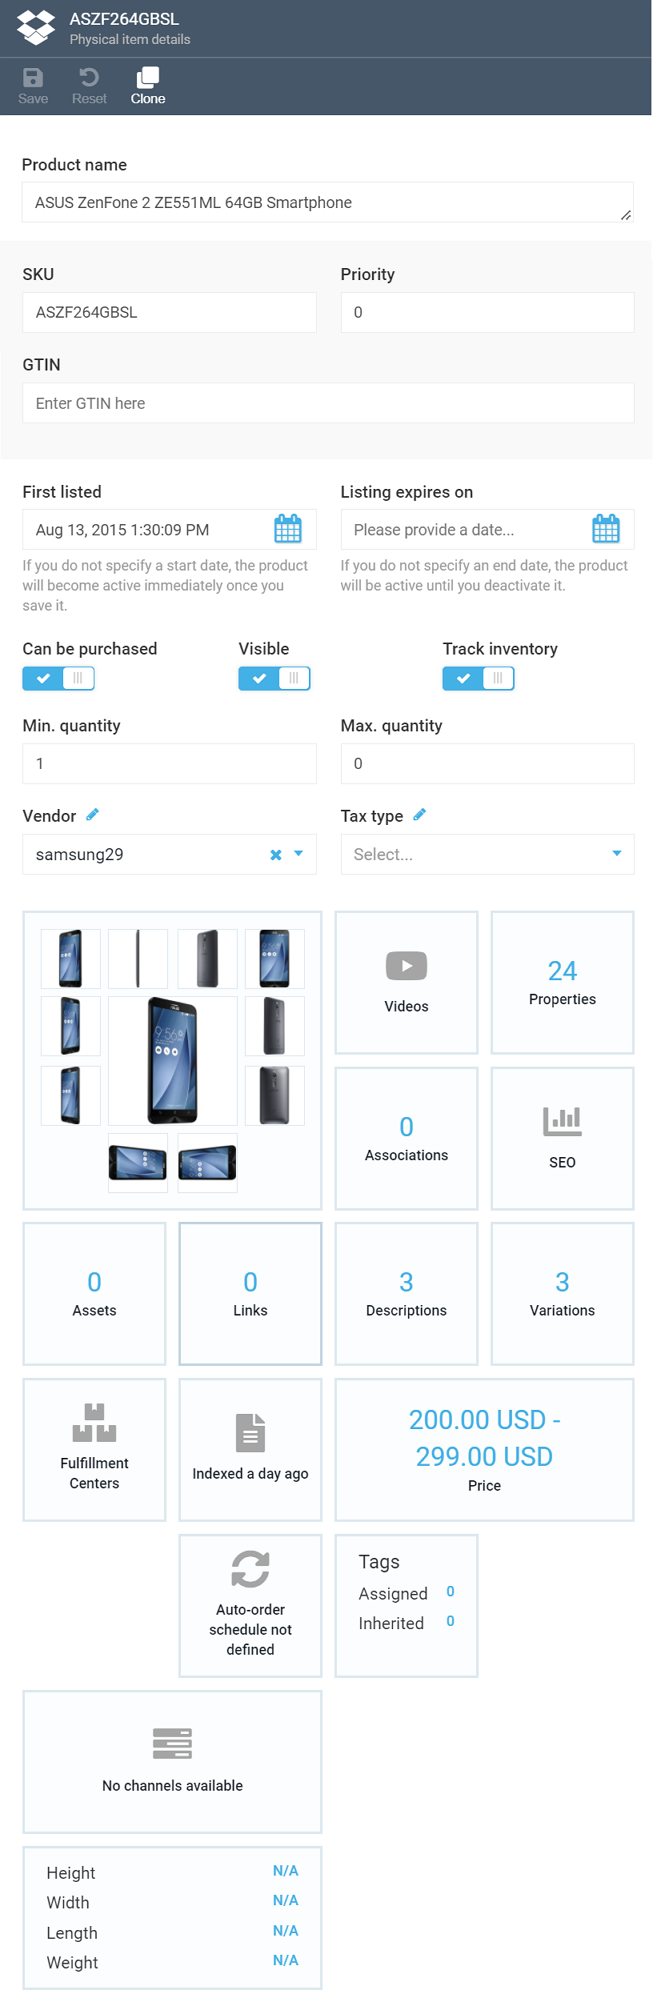 ASZF264GBSL
Physical item details
Save Reset Clone
Product name
ASUS ZenFone 2 ZE551ML 64GB Smartphone
SKU Priority
ASZF264GBSL 0
GTIN
Enter GTIN here
First listed Listing expires on
Aug 13, 2015 1:30:09 PM Please provide a date...
If you do not specify a start date, the product
will become active immediately once you
save it.
If you do not specify an end date, the product
will be active until you deactivate it.
Can be purchased Visible Track inventory
Min. quantity Max. quantity
1 0
Vendor Tax type
samsung29 Select...
9:56
Videos
24
Properties
0
Associations
SEO
0
Assets
0
Links
3
Descriptions
3
Variations
Fulfillment
Centers
Indexed a day ago
200.00 USD -
299.00 USD
Price
Auto-order
schedule not
defined
Tags
Assigned 0
Inherited 0
No channels available
Height N/A
Width N/A
Length N/A
Weight N/A